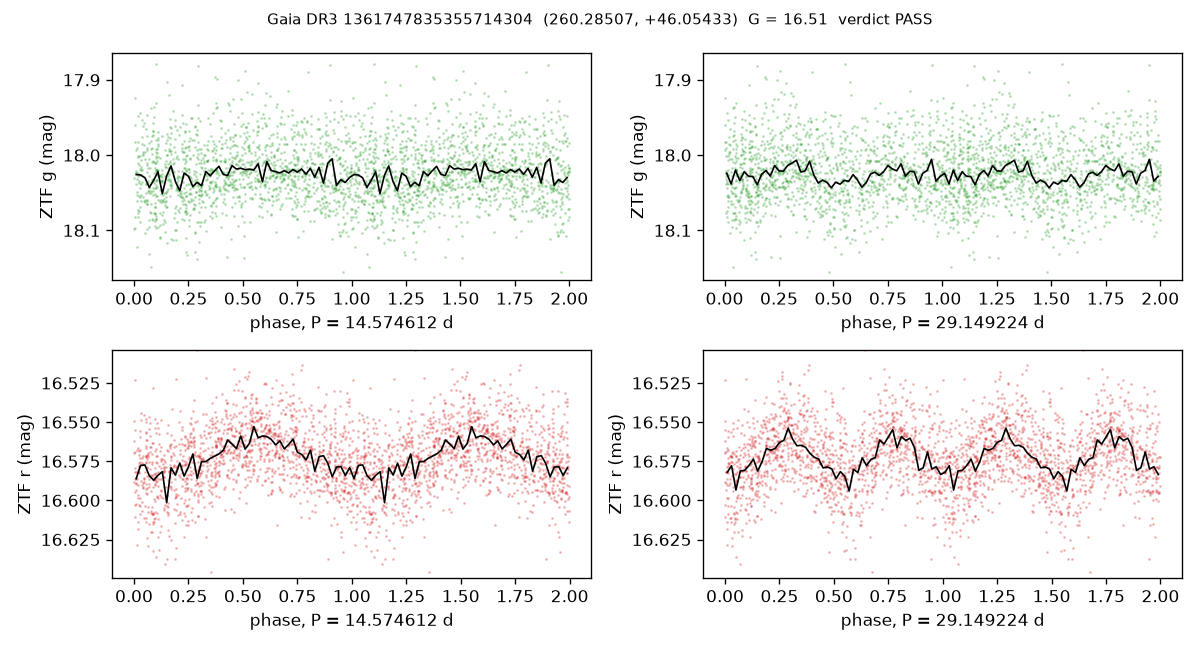 Gaia DR3 1361747835355714304  (260.28507, +46.05433)  G = 16.51  verdict PASS
ZTF g (mag)
17.9
18.0
18.1
0.00 0.25 0.50 0.75 1.00 1.25 1.50 1.75 2.00
phase, P = 14.574612 d
ZTF g (mag)
17.9
18.0
18.1
0.00 0.25 0.50 0.75 1.00 1.25 1.50 1.75 2.00
phase, P = 29.149224 d
ZTF r (mag)
16.525
16.550
16.575
16.600
16.625
0.00 0.25 0.50 0.75 1.00 1.25 1.50 1.75 2.00
phase, P = 14.574612 d
ZTF r (mag)
16.525
16.550
16.575
16.600
16.625
0.00 0.25 0.50 0.75 1.00 1.25 1.50 1.75 2.00
phase, P = 29.149224 d